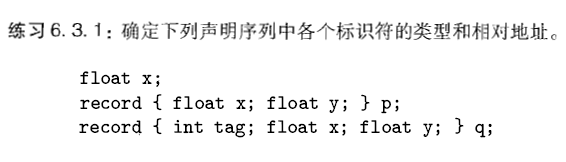 练习6.3.1：确定下列声明序列中各个标识符的类型和相对地址。
float x;
record { float x; float y; } p;
record { int tag; float x; float y; } q;